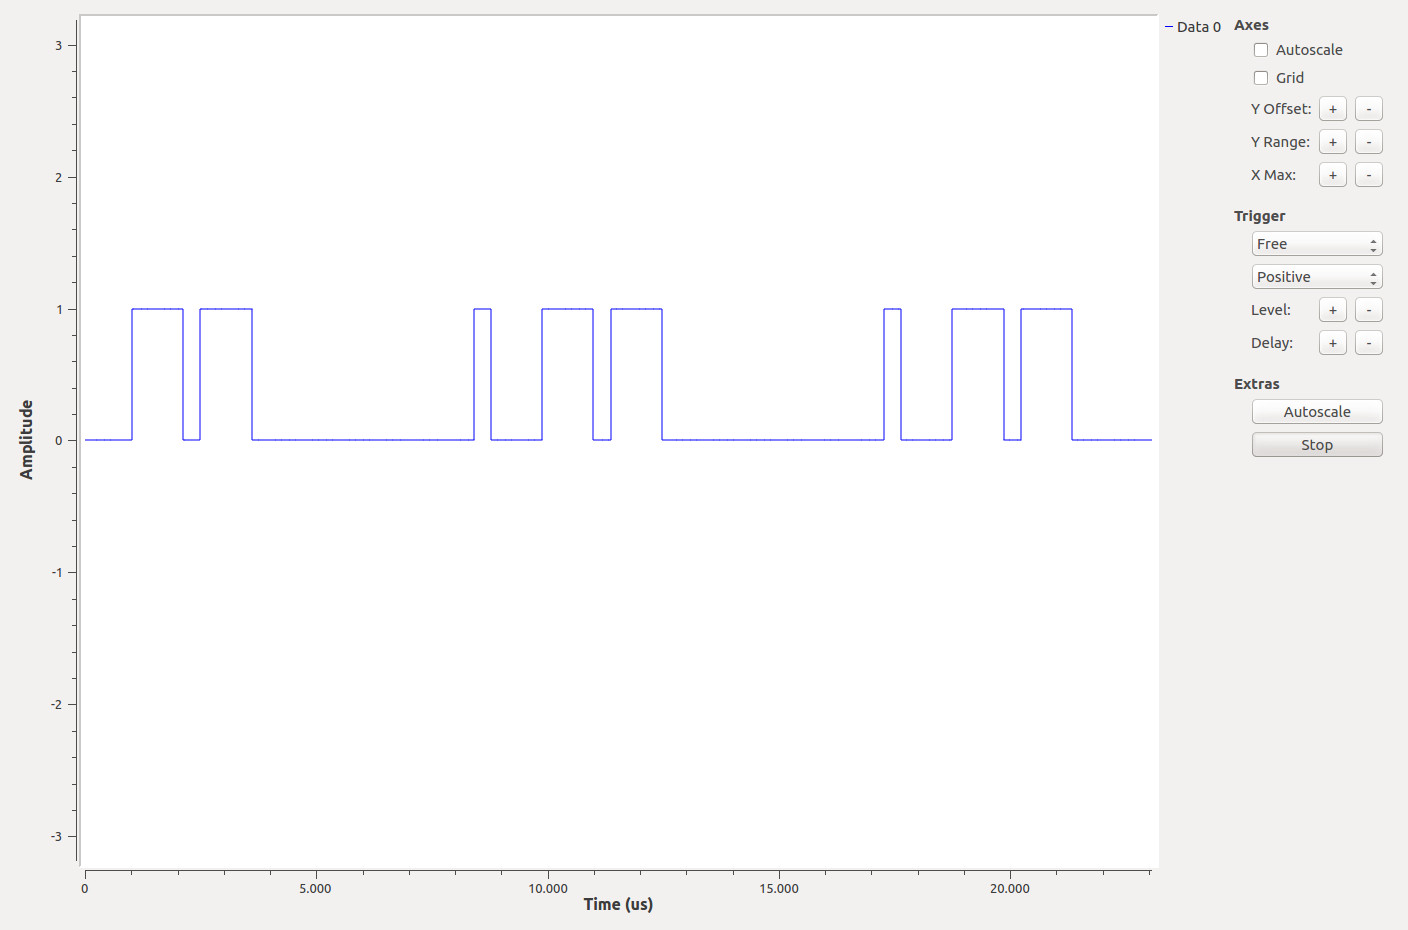 3
2
1
0
-1
-2
-3
Amplitude
0 5.000 10.000 15.000 20.000
Time (us)
Data 0
Axes
Autoscale
Grid
Y Offset: + -
Y Range: + -
X Max: + -
Trigger
Free
Positive
Level: + -
Delay: + -
Extras
Autoscale
Stop